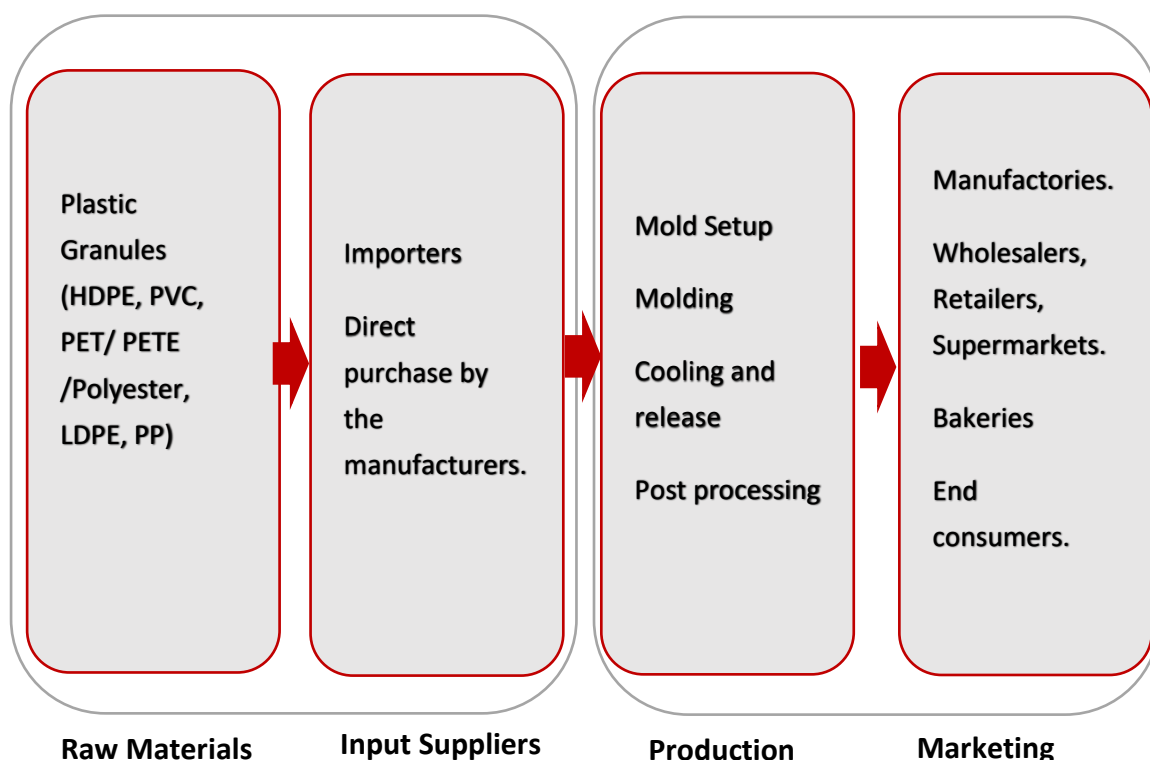 Plastic
Granules
(HDPE, PVC,
PET/ PETE
/Polyester,
LDPE, PP)
Importers
Direct
purchase by
the
manufacturers.
Mold Setup
Molding
Cooling and
release
Post processing
Manufactories.
Wholesalers,
Retailers,
Supermarkets.
Bakeries
End
consumers.
Raw Materials
Input Suppliers
Production
Marketing